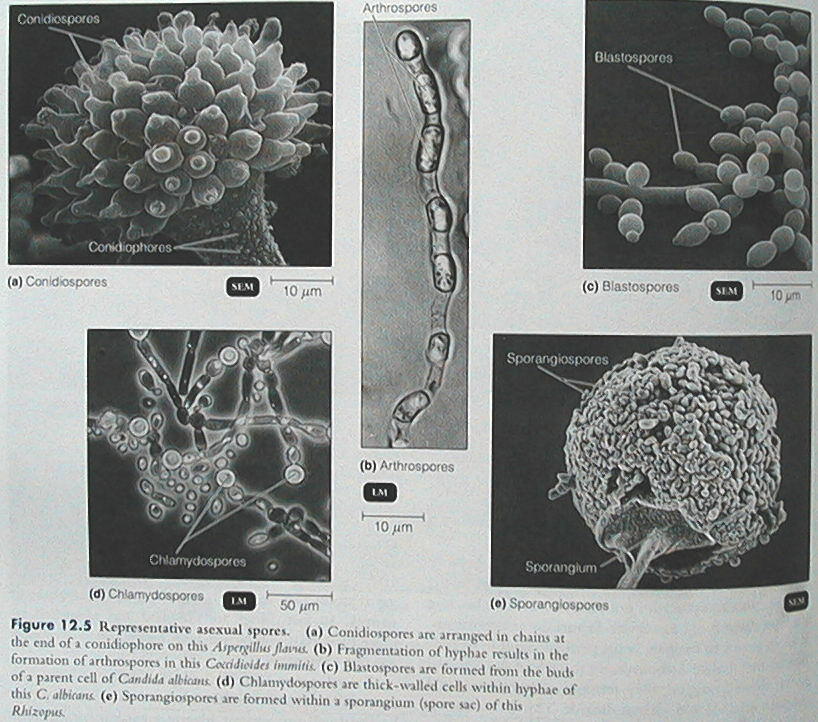 Conidiospores
Conidiophores
(a) Conidiospores
SEM
10 µm
Arthrospores
(b) Arthrospores
LM
10 µm
Blastospores
(c) Blastospores
SEM
10 µm
Chlamydospores
(d) Chlamydospores
LM
50 µm
Sporangiospores
Sporangium
(e) Sporangiospores
SEM
Figure 12.5 Representative asexual spores. (a) Conidiospores are arranged in chains at
the end of a conidiophore on this Aspergillus flavus. (b) Fragmentation of hyphae results in the
formation of arthrospores in this Coccidioides immitis. (c) Blastospores are formed from the buds
of a parent cell of Candida albicans. (d) Chlamydospores are thick-walled cells within hyphae of
this C. albicans. (e) Sporangiospores are formed within a sporangium (spore sac) of this
Rhizopus.